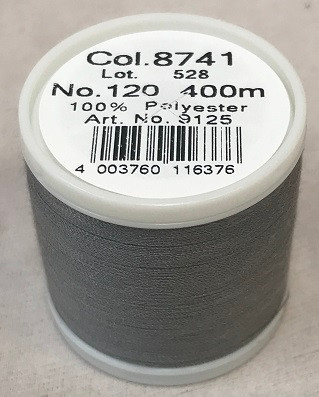 Col.8741
Lot. 528
No.120 400m
100% Polyester
Art. No. 9125
4 003760 116376